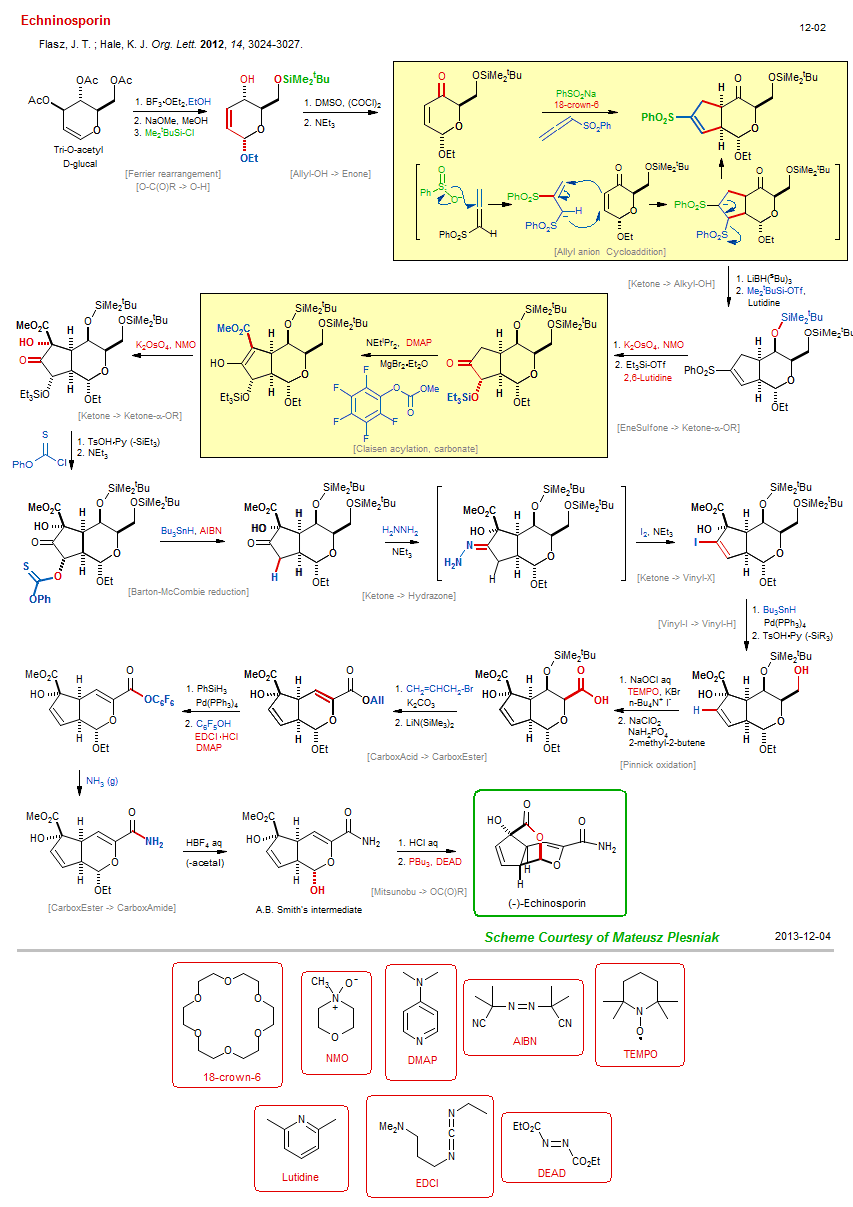 Echninosporin
12-02
Flasz, J. T. ; Hale, K. J. Org. Lett. 2012, 14, 3024-3027.
OAc
OAc
AcO
O
Tri-O-acetyl
D-glucal
1. BF3•OEt2,EtOH
2. NaOMe, MeOH
3. Me2tBuSi-Cl
[Ferrier rearrangement]
[O-C(O)R -> O-H]
OH
OSiMe2tBu
O
OEt
1. DMSO, (COCl)2
2. NEt3
[Allyl-OH -> Enone]
O
OSiMe2tBu
O
OEt
PhSO2Na
18-crown-6
SO2Ph
PhO2S
H
O
OSiMe2tBu
O
H
OEt
O
Ph
S
O-
PhO2S
H
PhO2S
H
-
PhO2S
O
OSiMe2tBu
O
OEt
PhO2S
-
PhO2S
O
OSiMe2tBu
O
OEt
[Allyl anion Cycloaddition]
[Ketone -> Alkyl-OH]
1. LiBH(sBu)3
2. Me2tBuSi-OTf,
Lutidine
SiMe2tBu
O
OSiMe2tBu
H
PhO2S
O
H
OEt
1. K2OsO4, NMO
2. Et3Si-OTf
2,6-Lutidine
[EneSulfone -> Ketone-α-OR]
SiMe2tBu
O
OSiMe2tBu
H
O
O
Et3SiO
H
OEt
NEtiPr2, DMAP
MgBr2•Et2O
F
F
F
F
F
O
OMe
O
[Claisen acylation, carbonate]
SiMe2tBu
MeO2C
O
OSiMe2tBu
H
HO
O
Et3SiO
H
OEt
K2OsO4, NMO
SiMe2tBu
MeO2C
O
OSiMe2tBu
HO
H
O
O
Et3SiO
H
OEt
[Ketone -> Ketone-α-OR]
S
PhO
Cl
1. TsOH•Py (-SiEt3)
2. NEt3
SiMe2tBu
MeO2C
O
OSiMe2tBu
HO
H
O
O
H
S
O
OEt
OPh
Bu3SnH, AIBN
[Barton-McCombie reduction]
SiMe2tBu
MeO2C
O
OSiMe2tBu
HO
H
O
O
H
H
OEt
H2NNH2
NEt3
[Ketone -> Hydrazone]
SiMe2tBu
MeO2C
O
OSiMe2tBu
HO
H
N
O
H2N
H
H
OEt
I2, NEt3
[Ketone -> Vinyl-X]
SiMe2tBu
MeO2C
O
OSiMe2tBu
HO
H
I
O
H
OEt
[Vinyl-I -> Vinyl-H]
1. Bu3SnH
Pd(PPh3)4
2. TsOH•Py (-SiR3)
SiMe2tBu
MeO2C
O
OH
HO
H
H
O
H
OEt
1. NaOCl aq
TEMPO, KBr
n-Bu4N+ I-
2. NaClO2
NaH2PO4
2-methyl-2-butene
[Pinnick oxidation]
SiMe2tBu
MeO2C
O
O
HO
H
OH
O
H
OEt
1. CH2=CHCH2-Br
K2CO3
2. LiN(SiMe3)2
[CarboxAcid -> CarboxEster]
MeO2C
HO
H
O
OAll
O
H
OEt
1. PhSiH3
Pd(PPh3)4
2. C6F5OH
EDCI•HCl
DMAP
MeO2C
HO
H
O
OC6F5
O
H
OEt
NH3 (g)
MeO2C
HO
H
O
NH2
O
H
OEt
[CarboxEster -> CarboxAmide]
HBF4 aq
(-acetal)
MeO2C
HO
H
O
NH2
O
H
OH
A.B. Smith's intermediate
1. HCl aq
2. PBu3, DEAD
[Mitsunobu -> OC(O)R]
O
HO
O
O
NH2
H
O
H
(-)-Echinosporin
Scheme Courtesy of Mateusz Plesniak
2013-12-04
O
O
O
O
O
O
18-crown-6
CH3
O-
N
+
O
NMO
N
N
DMAP
N=N
NC
CN
AIBN
N
O
TEMPO
N
Lutidine
Me2N
N
C
N
EDCI
EtO2C
N=N
CO2Et
DEAD